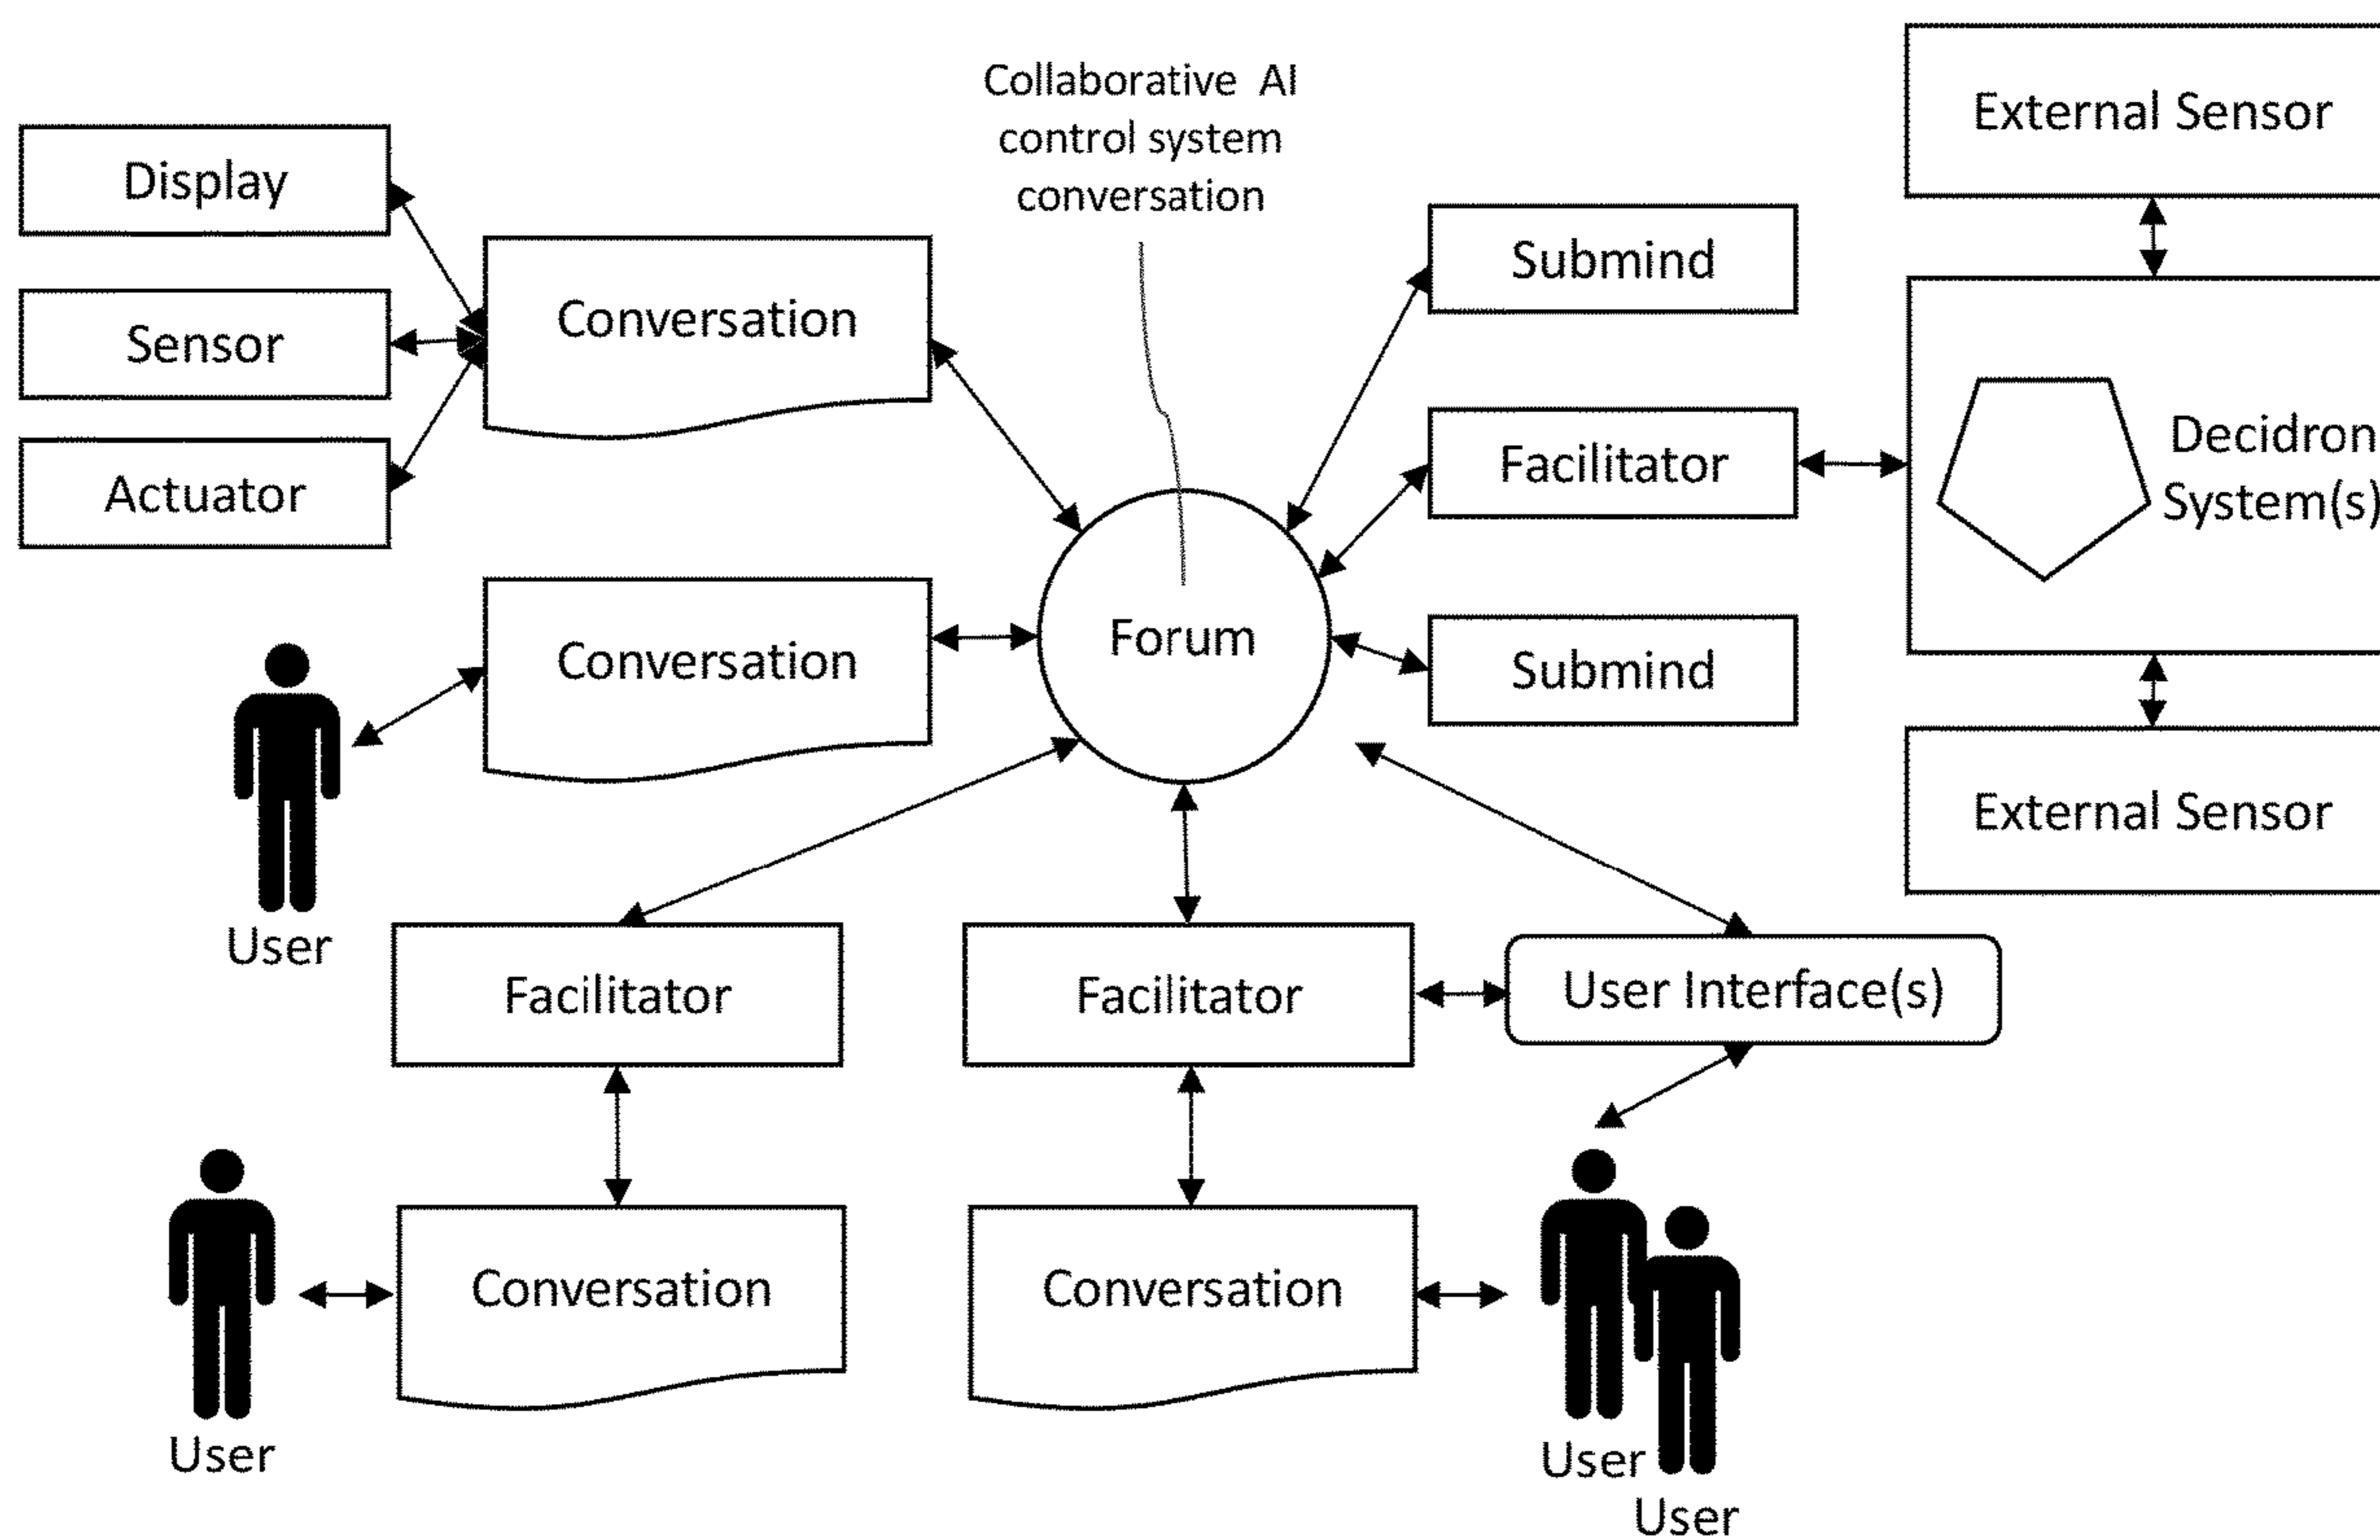 Collaborative AI
control system
conversation
External Sensor
Display
Sensor
Actuator
Conversation
Submind
Facilitator
Decidron
System(s)
Conversation
Forum
Submind
External Sensor
User
Facilitator
Facilitator
User Interface(s)
Conversation
Conversation
User
User
User